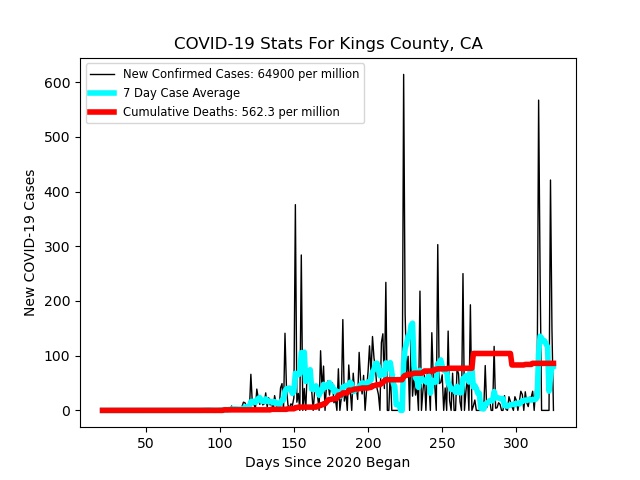 COVID-19 Stats For Kings County, CA
New Confirmed Cases: 64900 per million
7 Day Case Average
Cumulative Deaths: 562.3 per million
New COVID-19 Cases
600
500
400
300
200
100
0
50 100 150 200 250 300
Days Since 2020 Began